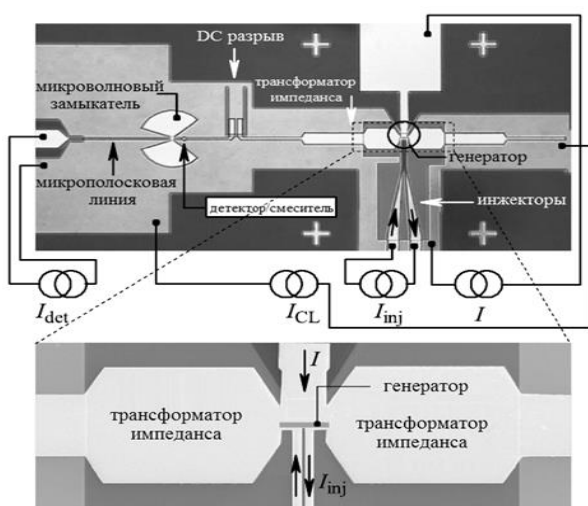 DC разрыв
микроволновый
замыкатель
трансформатор
импеданса
генератор
микрополосковая
линия
детектор/смеситель
инжекторы
I_det
I_CL
I_inj
I
I
генератор
трансформатор
импеданса
трансформатор
импеданса
I_inj